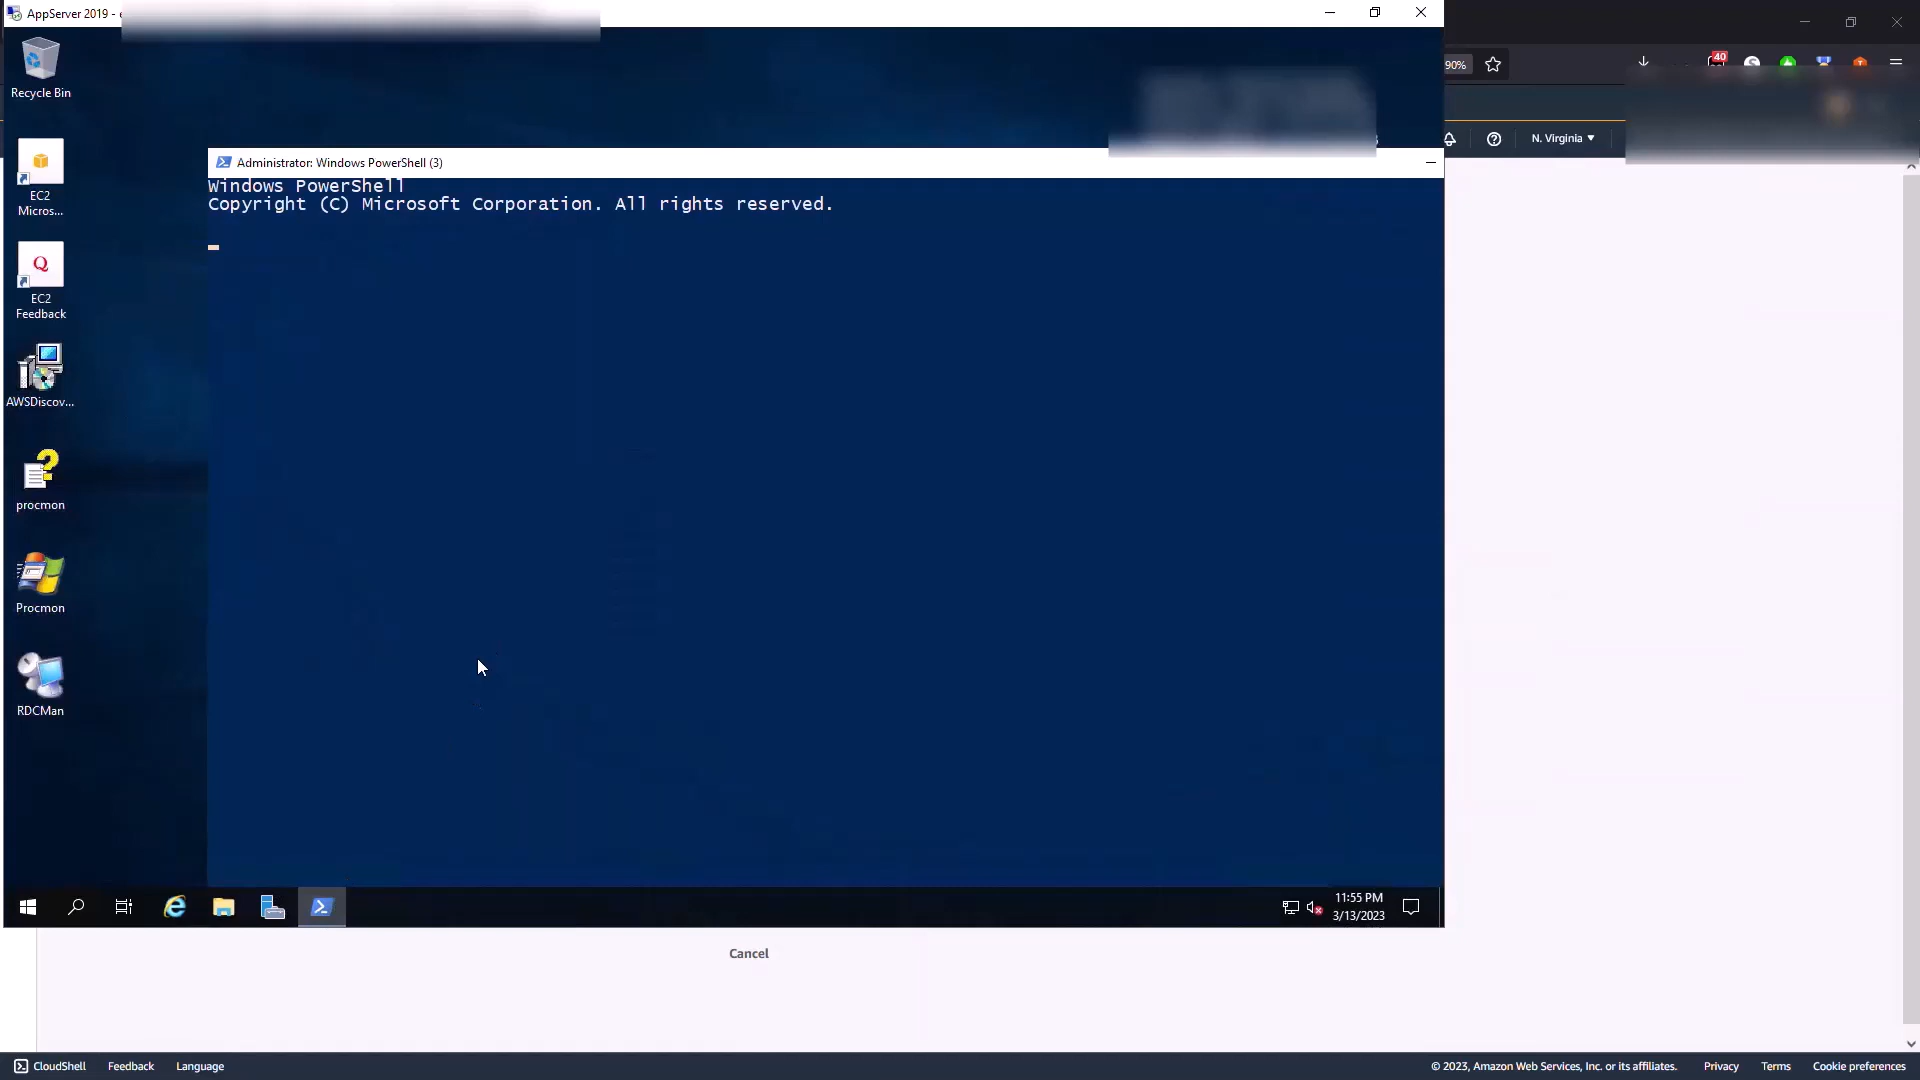 AppServer 2019 -
90%
40
Recycle Bin
N. Virginia
Administrator: Windows PowerShell (3)
Windows PowerShell
Copyright (C) Microsoft Corporation. All rights reserved.
EC2
Micros...
Q
EC2
Feedback
AWSDiscov...
procmon
Procmon
RDCMan
11:55 PM
3/13/2023
Cancel
CloudShell
Feedback
Language
© 2023, Amazon Web Services, Inc. or its affiliates.
Privacy
Terms
Cookie preferences